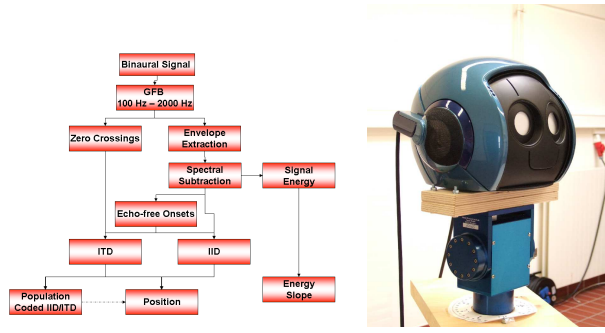 Binaural Signal
GFB
100 Hz – 2000 Hz
Zero Crossings
Envelope
Extraction
Spectral
Subtraction
Signal
Energy
Echo-free Onsets
ITD
IID
Energy
Slope
Population
Coded IID/ITD
Position